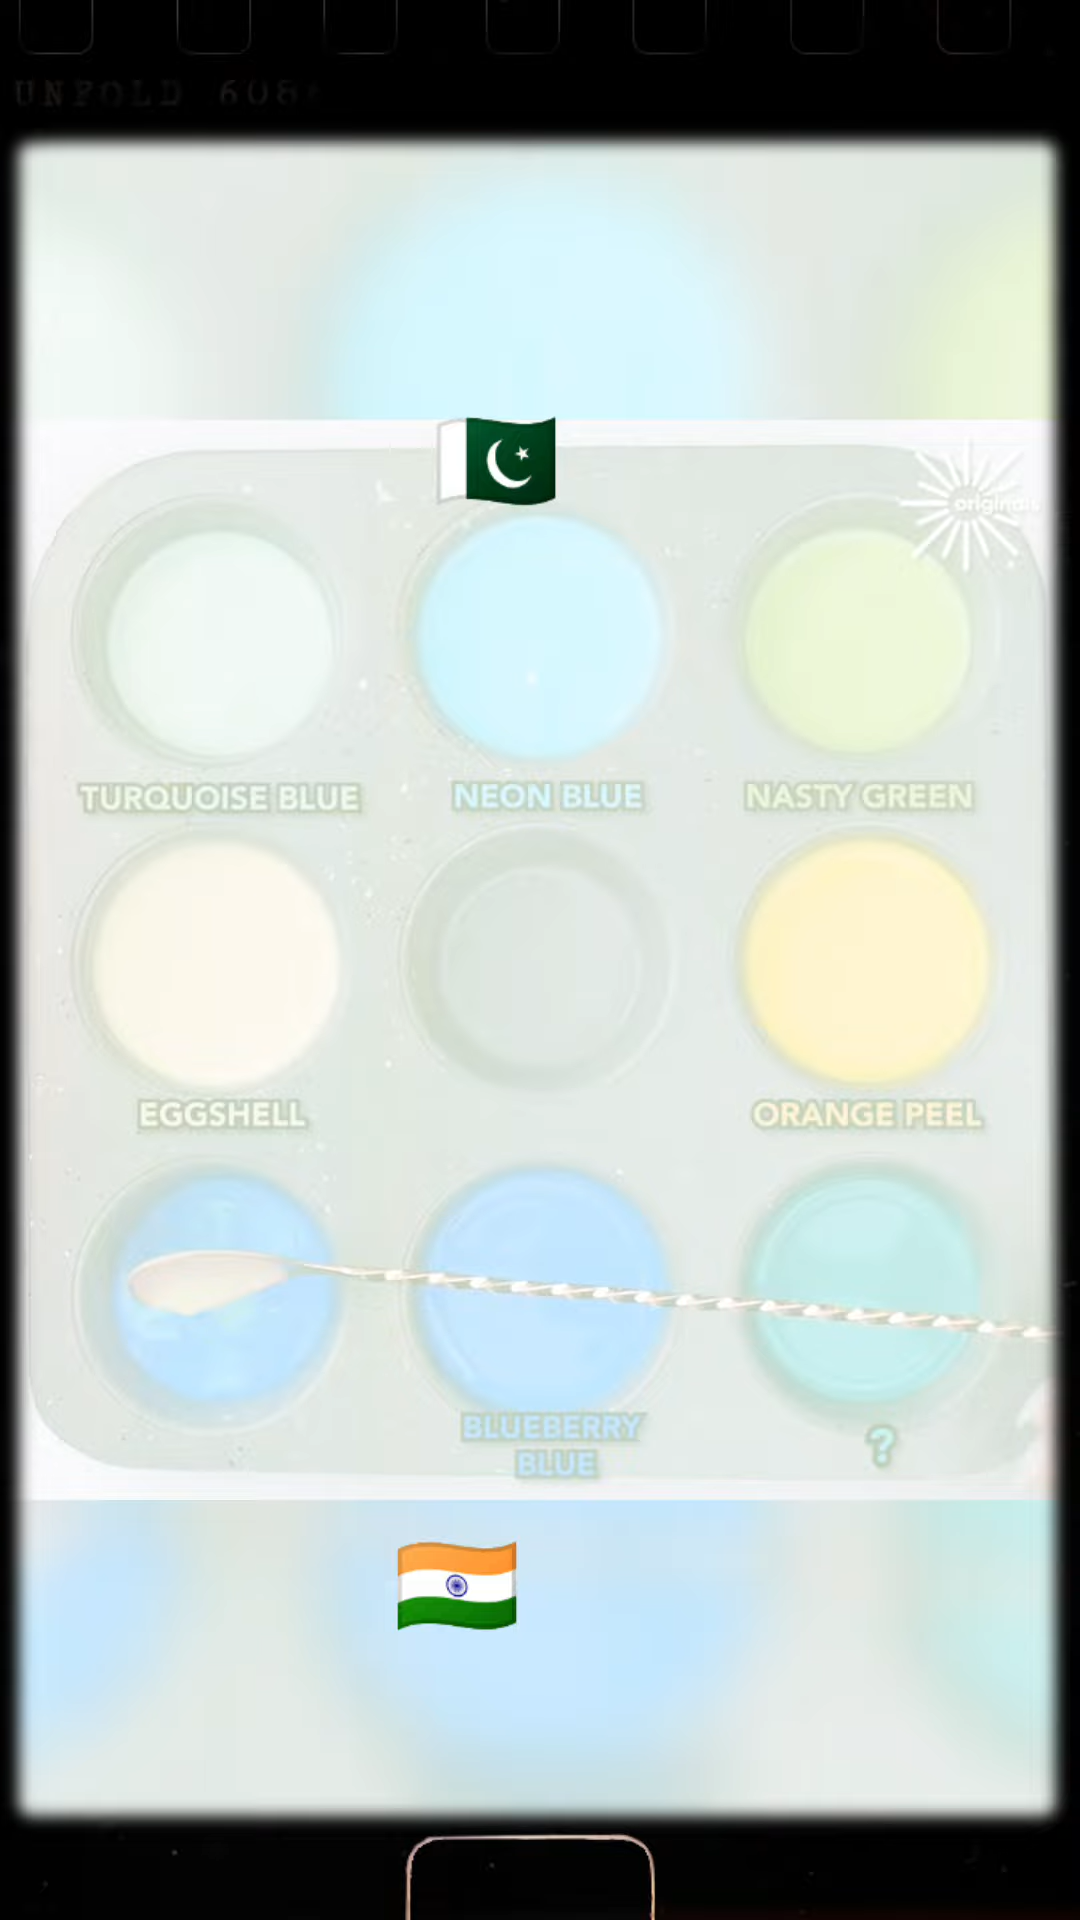 UNFOLD 608
originals
TURQUOISE BLUE
NEON BLUE
NASTY GREEN
EGGSHELL
ORANGE PEEL
BLUEBERRY
BLUE
?